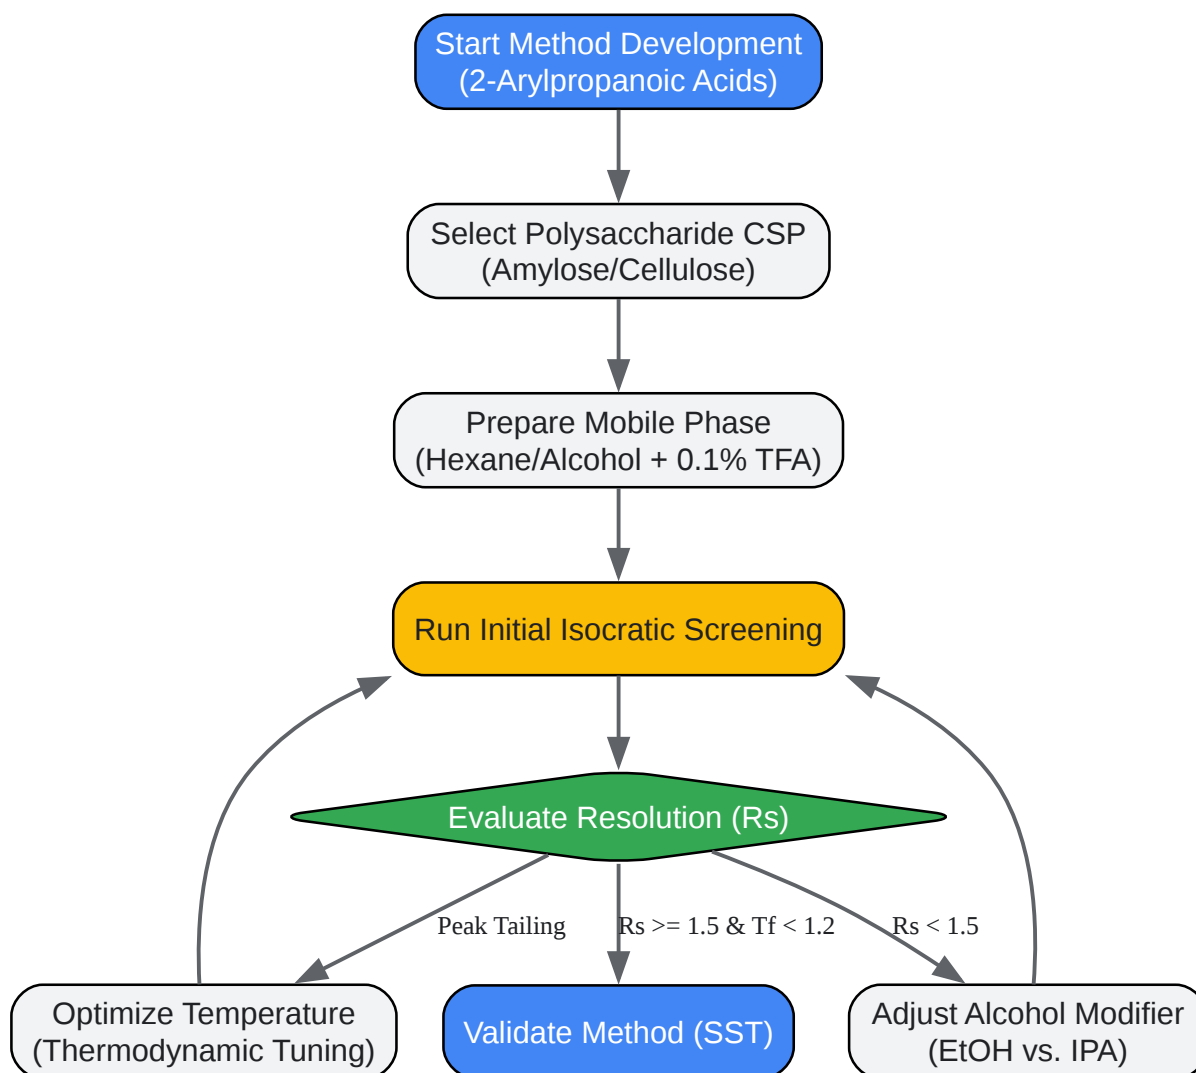 Start Method Development
(2-Arylpropanoic Acids)
Select Polysaccharide CSP
(Amylose/Cellulose)
Prepare Mobile Phase
(Hexane/Alcohol + 0.1% TFA)
Run Initial Isocratic Screening
Evaluate Resolution (Rs)
Peak Tailing
Rs >= 1.5 & Tf < 1.2
Rs < 1.5
Optimize Temperature
(Thermodynamic Tuning)
Validate Method (SST)
Adjust Alcohol Modifier
(EtOH vs. IPA)